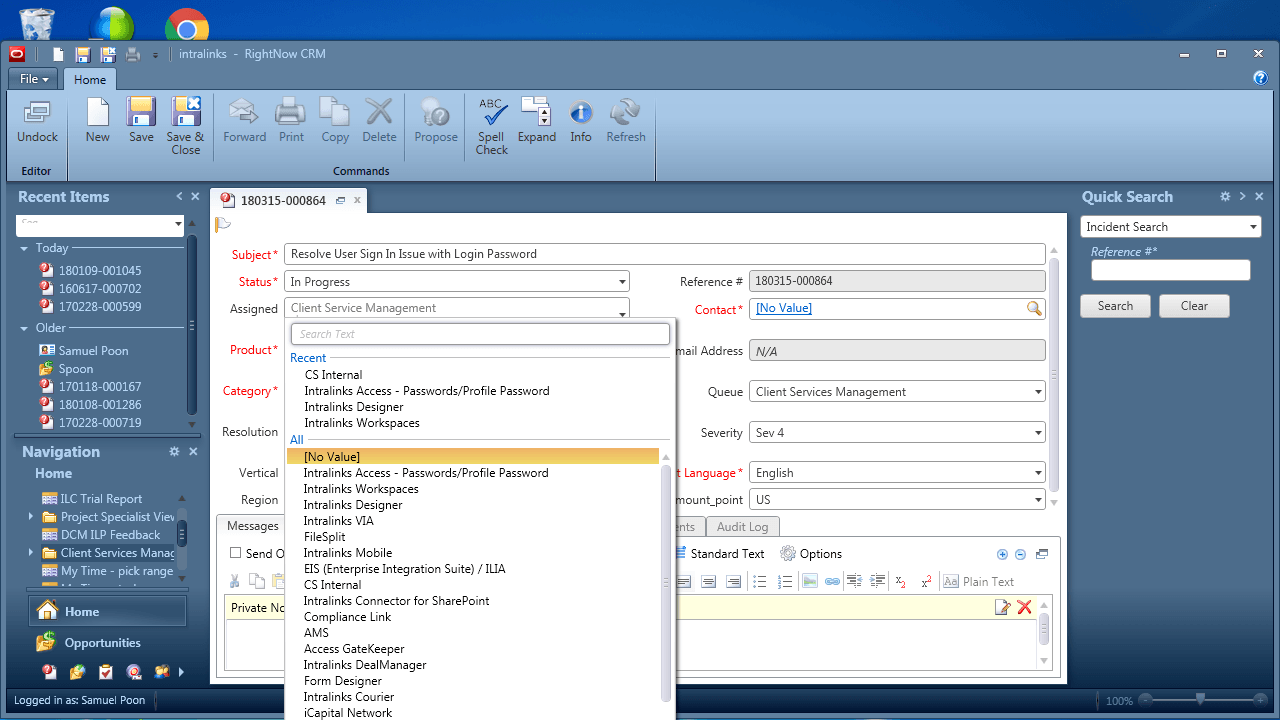 intralinks - RightNow CRM
File
Home
Undock
New
Save
Save & Close
Forward
Print
Copy
Delete
Propose
ABC
Spell Check
Expand
Info
Refresh
Editor
Commands
Recent Items
Today
180109-001045
160617-000702
170228-000599
Older
Samuel Poon
Spoon
170118-000167
180108-001286
170228-000719
Navigation
Home
ILC Trial Report
Project Specialist View
DCM ILP Feedback
Client Services Manag
My Time - pick range
Home
Opportunities
Logged in as: Samuel Poon
180315-000864
Subject* Resolve User Sign In Issue with Login Password
Status* In Progress
Reference # 180315-000864
Assigned Client Service Management
Contact* [No Value]
Search Text
Product*
mail Address N/A
Recent
CS Internal
Intralinks Access - Passwords/Profile Password
Intralinks Designer
Intralinks Workspaces
Category*
Queue Client Services Management
Resolution
Severity Sev 4
All
[No Value]
Intralinks Access - Passwords/Profile Password
Intralinks Workspaces
Intralinks Designer
Intralinks VIA
FileSplit
Intralinks Mobile
EIS (Enterprise Integration Suite) / ILIA
CS Internal
Intralinks Connector for SharePoint
Compliance Link
AMS
Access GateKeeper
Intralinks DealManager
Form Designer
Intralinks Courier
iCapital Network
Vertical
t Language* English
Region
mount_point US
Messages
ents
Audit Log
Send O
Standard Text
Options
Plain Text
Private No
Quick Search
Incident Search
Reference #*
Search
Clear
100%